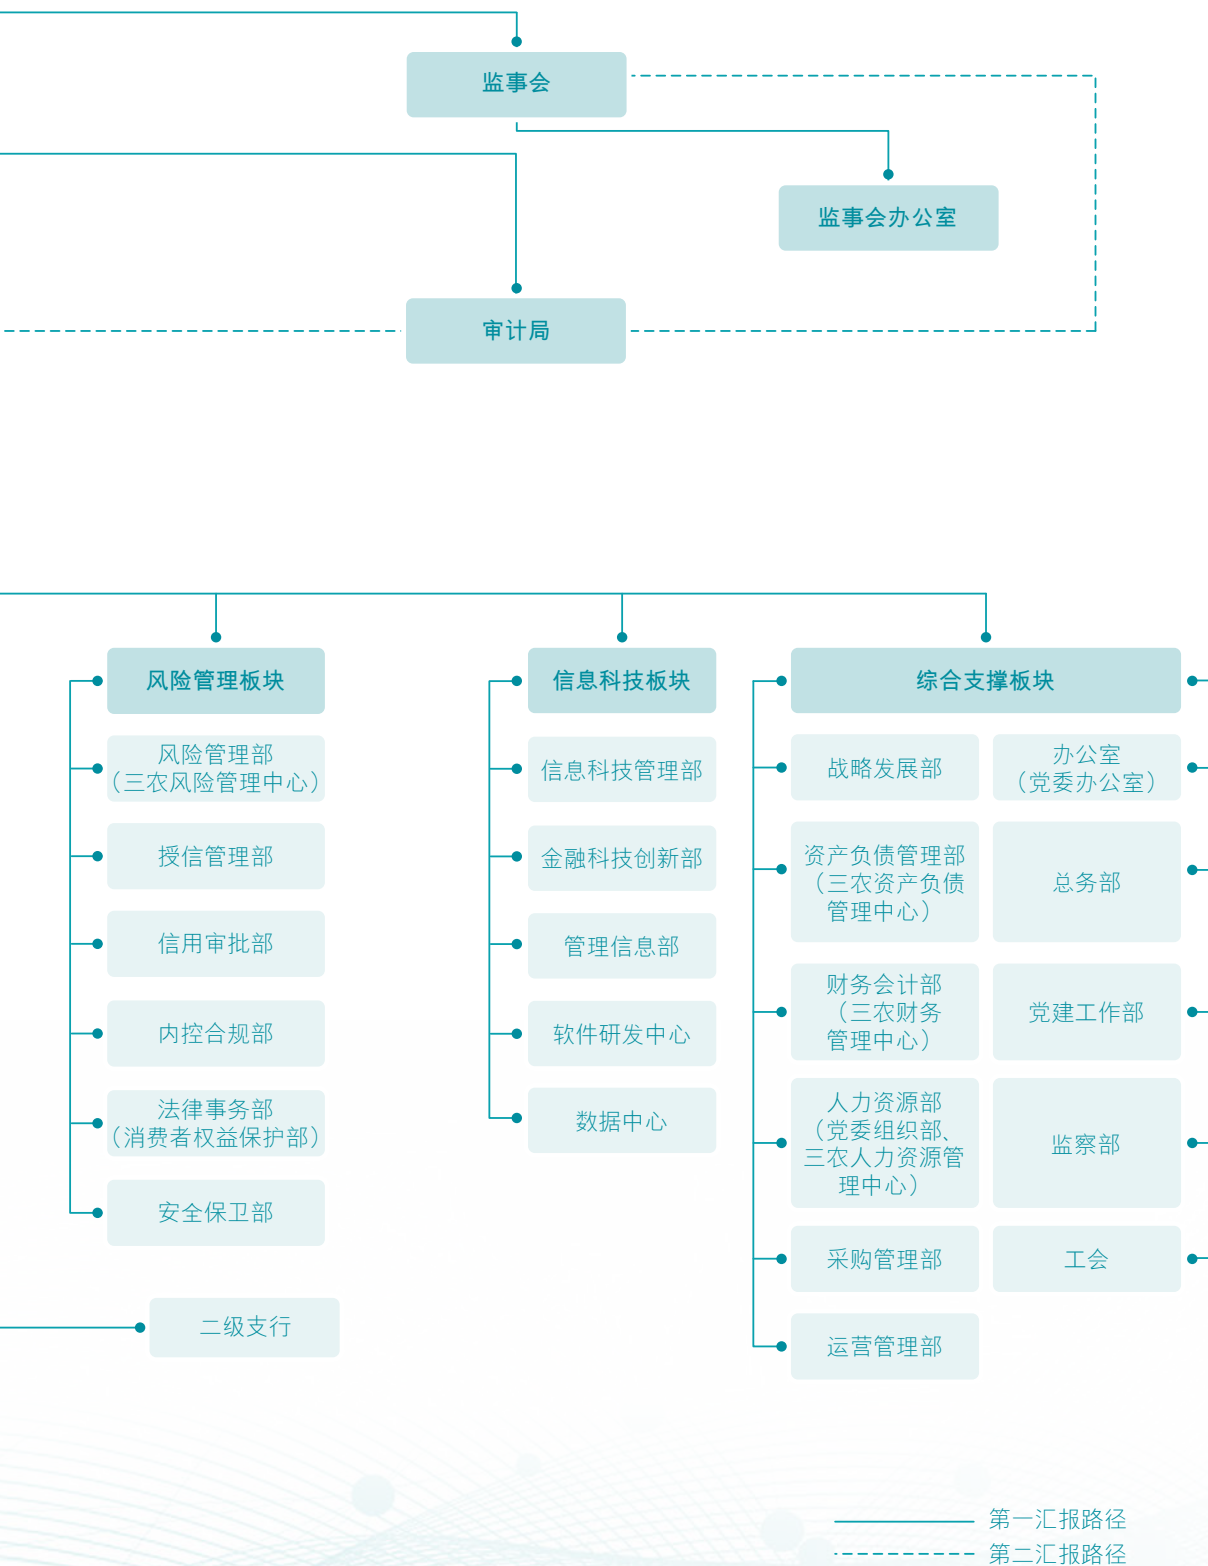 监事会
监事会办公室
审计局
风险管理板块
风险管理部
（三农风险管理中心）
授信管理部
信用审批部
内控合规部
法律事务部
（消费者权益保护部）
安全保卫部
二级支行
信息科技板块
信息科技管理部
金融科技创新部
管理信息部
软件研发中心
数据中心
综合支撑板块
战略发展部
资产负债管理部
（三农资产负债
管理中心）
财务会计部
（三农财务
管理中心）
人力资源部
（党委组织部、
三农人力资源管
理中心）
采购管理部
运营管理部
办公室
（党委办公室）
总务部
党建工作部
监察部
工会
第一汇报路径
第二汇报路径